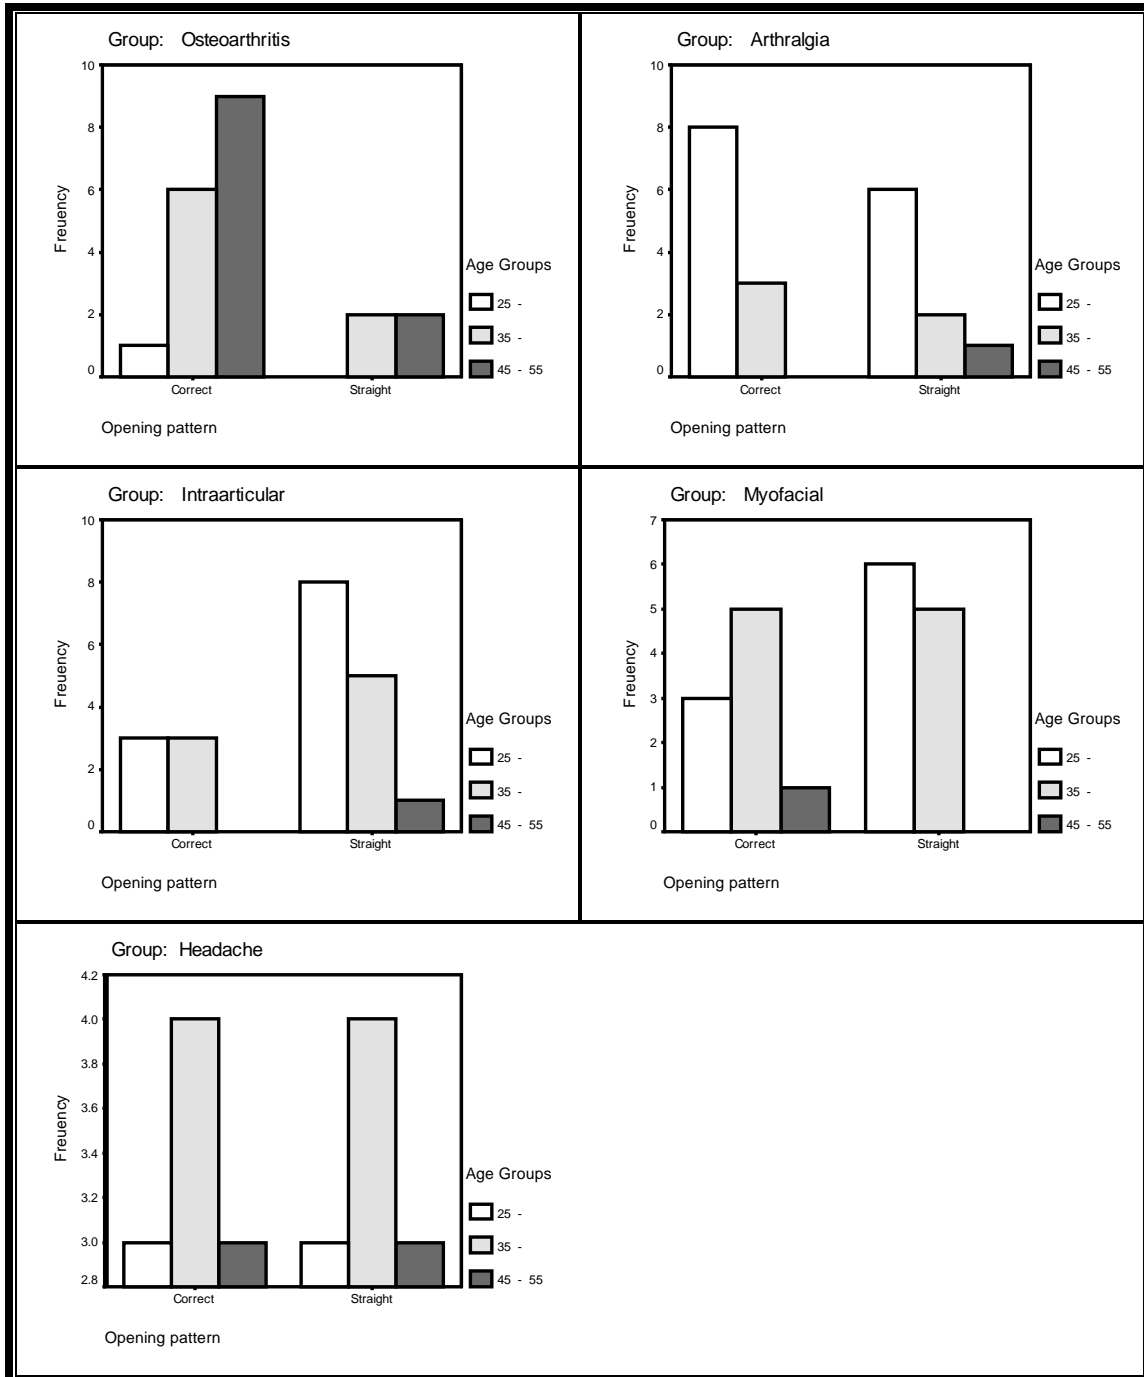 Group: Osteoarthritis
10
8
6
4
2
0
Freuency
Correct
Straight
Opening pattern
Age Groups
25 -
35 -
45 - 55
Group: Arthralgia
10
8
6
4
2
0
Freuency
Correct
Straight
Opening pattern
Age Groups
25 -
35 -
45 - 55
Group: Intraarticular
10
8
6
4
2
0
Freuency
Correct
Straight
Opening pattern
Age Groups
25 -
35 -
45 - 55
Group: Myofacial
7
6
5
4
3
2
1
0
Freuency
Correct
Straight
Opening pattern
Age Groups
25 -
35 -
45 - 55
Group: Headache
4.2
4.0
3.8
3.6
3.4
3.2
3.0
2.8
Freuency
Correct
Straight
Opening pattern
Age Groups
25 -
35 -
45 - 55